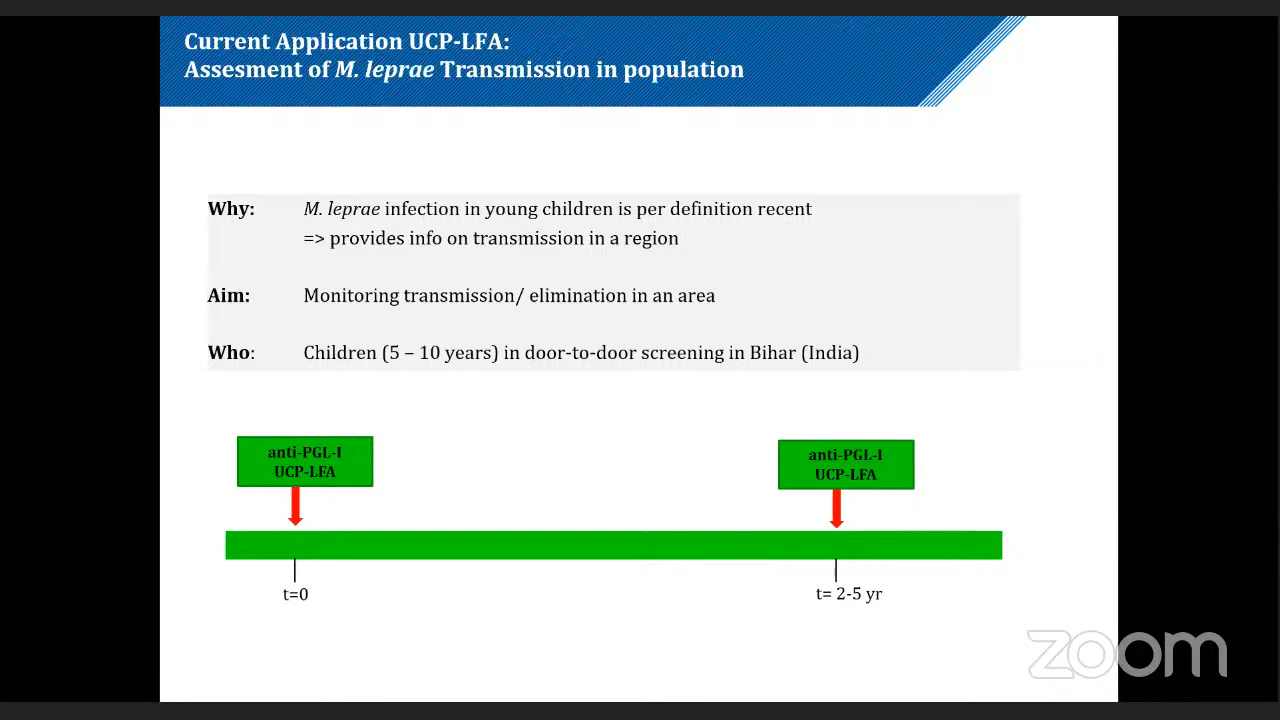 Current Application UCP-LFA:
Assesment of M. leprae Transmission in population
Why: M. leprae infection in young children is per definition recent
=> provides info on transmission in a region
Aim: Monitoring transmission/ elimination in an area
Who: Children (5 – 10 years) in door-to-door screening in Bihar (India)
anti-PGL-I
UCP-LFA
anti-PGL-I
UCP-LFA
t=0
t= 2-5 yr
zoom